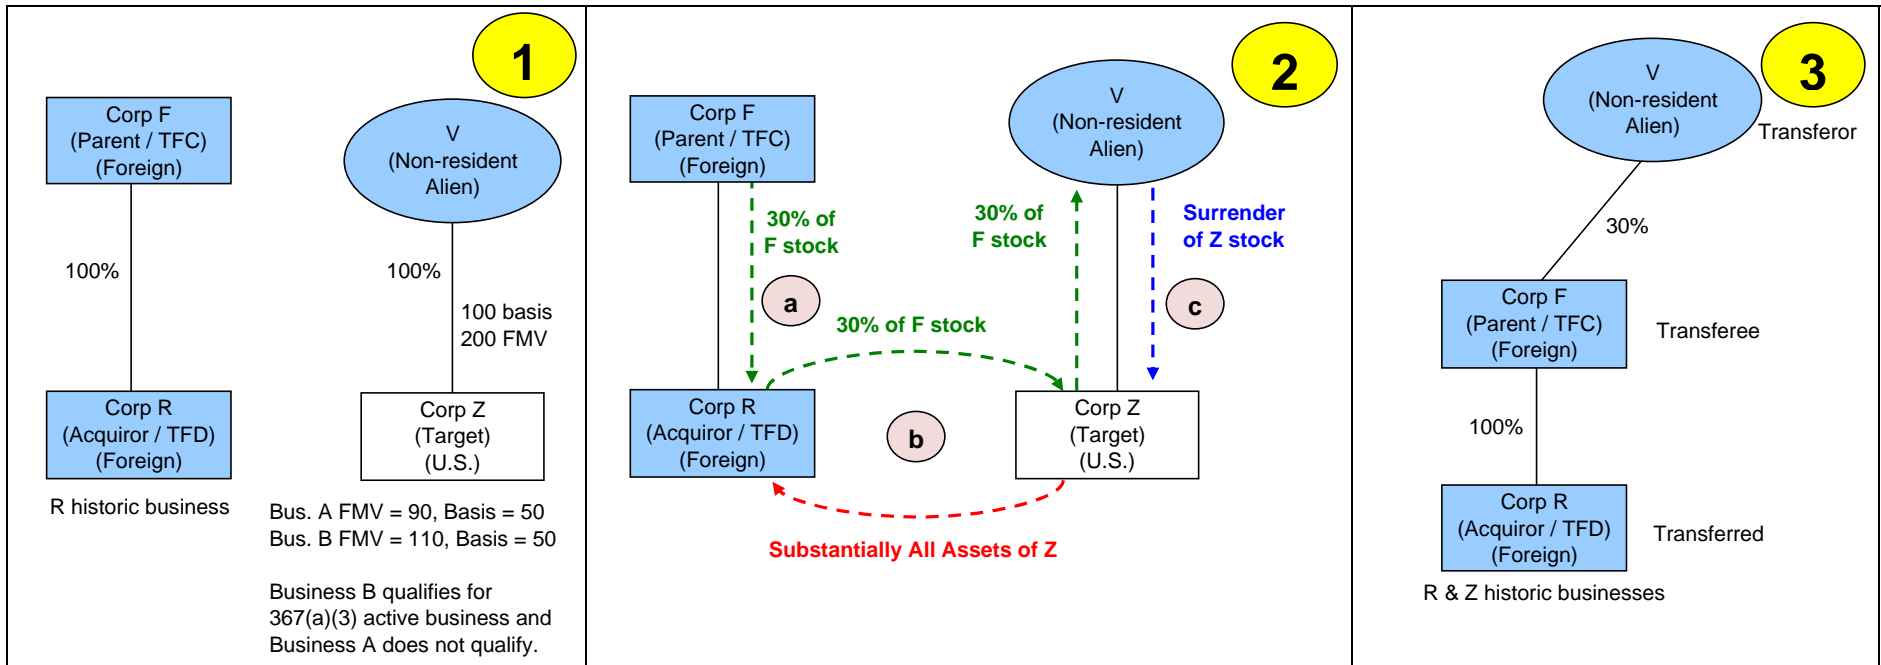 1
Corp F
(Parent / TFC)
(Foreign)
V
(Non-resident
Alien)
100%
100%
100 basis
200 FMV
Corp R
(Acquiror / TFD)
(Foreign)
Corp Z
(Target)
(U.S.)
R historic business
Bus. A FMV = 90, Basis = 50
Bus. B FMV = 110, Basis = 50
Business B qualifies for
367(a)(3) active business and
Business A does not qualify.
2
Corp F
(Parent / TFC)
(Foreign)
V
(Non-resident
Alien)
30% of
F stock
30% of
F stock
Surrender
of Z stock
a
c
30% of F stock
Corp R
(Acquiror / TFD)
(Foreign)
b
Corp Z
(Target)
(U.S.)
Substantially All Assets of Z
3
V
(Non-resident
Alien)
Transferor
30%
Corp F
(Parent / TFC)
(Foreign)
Transferee
100%
Corp R
(Acquiror / TFD)
(Foreign)
Transferred
R & Z historic businesses